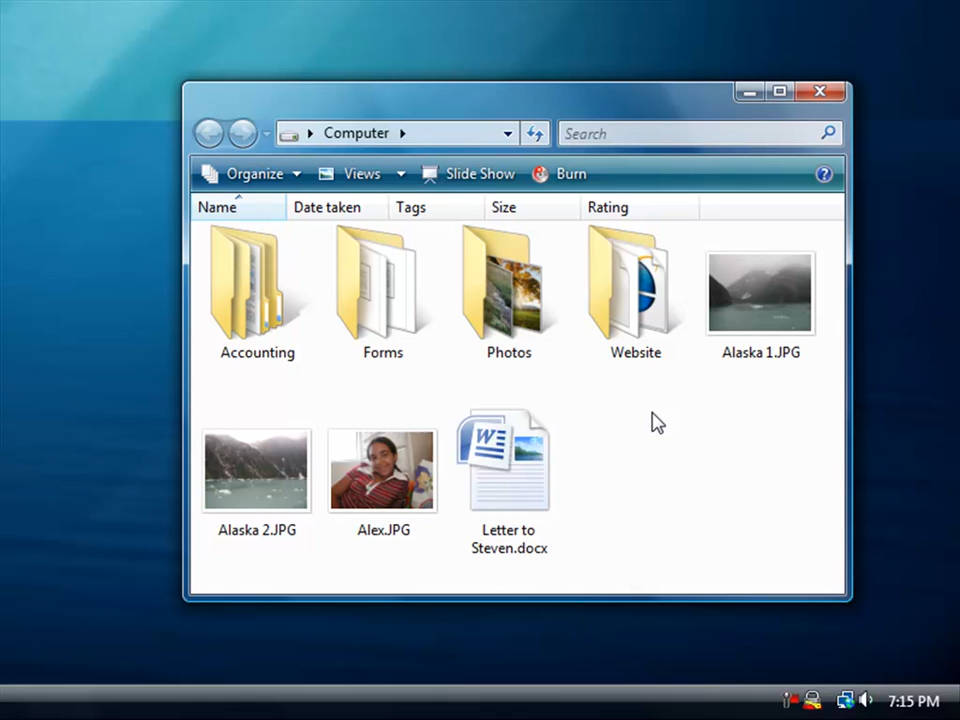 Computer
Search
Organize
Views
Slide Show
Burn
?
Name
Date taken
Tags
Size
Rating
Accounting
Forms
Photos
Website
Alaska 1.JPG
Alaska 2.JPG
Alex.JPG
W
Letter to
Steven.docx
7:15 PM